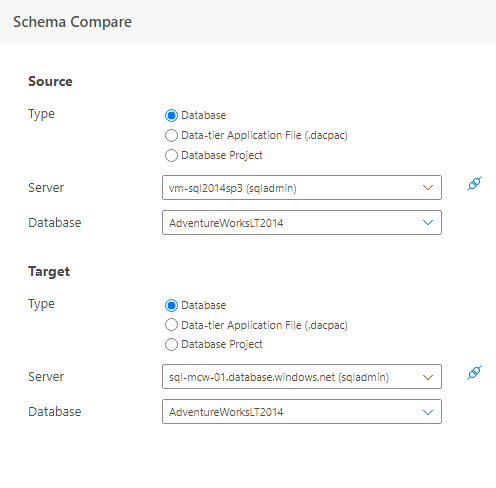 Schema Compare
Source
Type
Database
Data-tier Application File (.dacpac)
Database Project
Server
vm-sql2014sp3 (sqladmin)
Database
AdventureWorksLT2014
Target
Type
Database
Data-tier Application File (.dacpac)
Database Project
Server
sql-mcw-01.database.windows.net (sqladmin)
Database
AdventureWorksLT2014